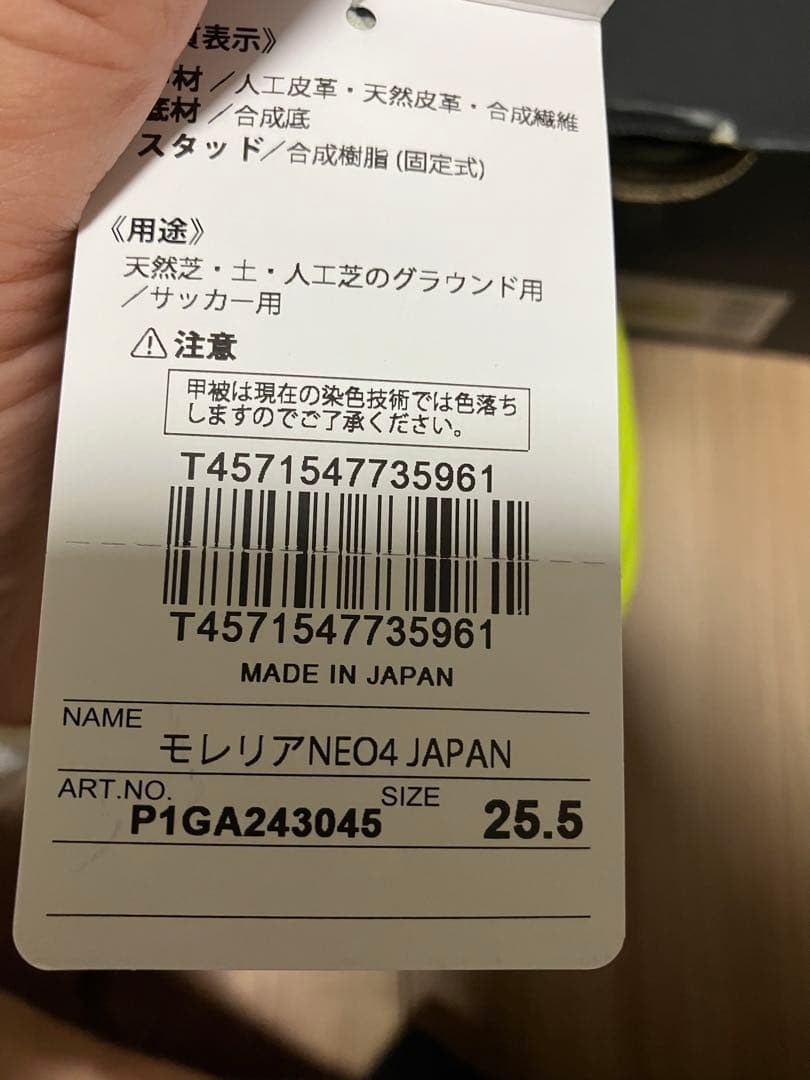 質表示》
材／人工皮革・天然皮革・合成繊維
底材／合成底
スタッド／合成樹脂(固定式)
《用途》
天然芝・土・人工芝のグラウンド用
／サッカー用
注意
甲被は現在の染色技術では色落ち
しますのでご了承ください。
T4571547735961
T4571547735961
MADE IN JAPAN
NAME
モレリアNEO4 JAPAN
ART.NO. SIZE
P1GA243045 25.5